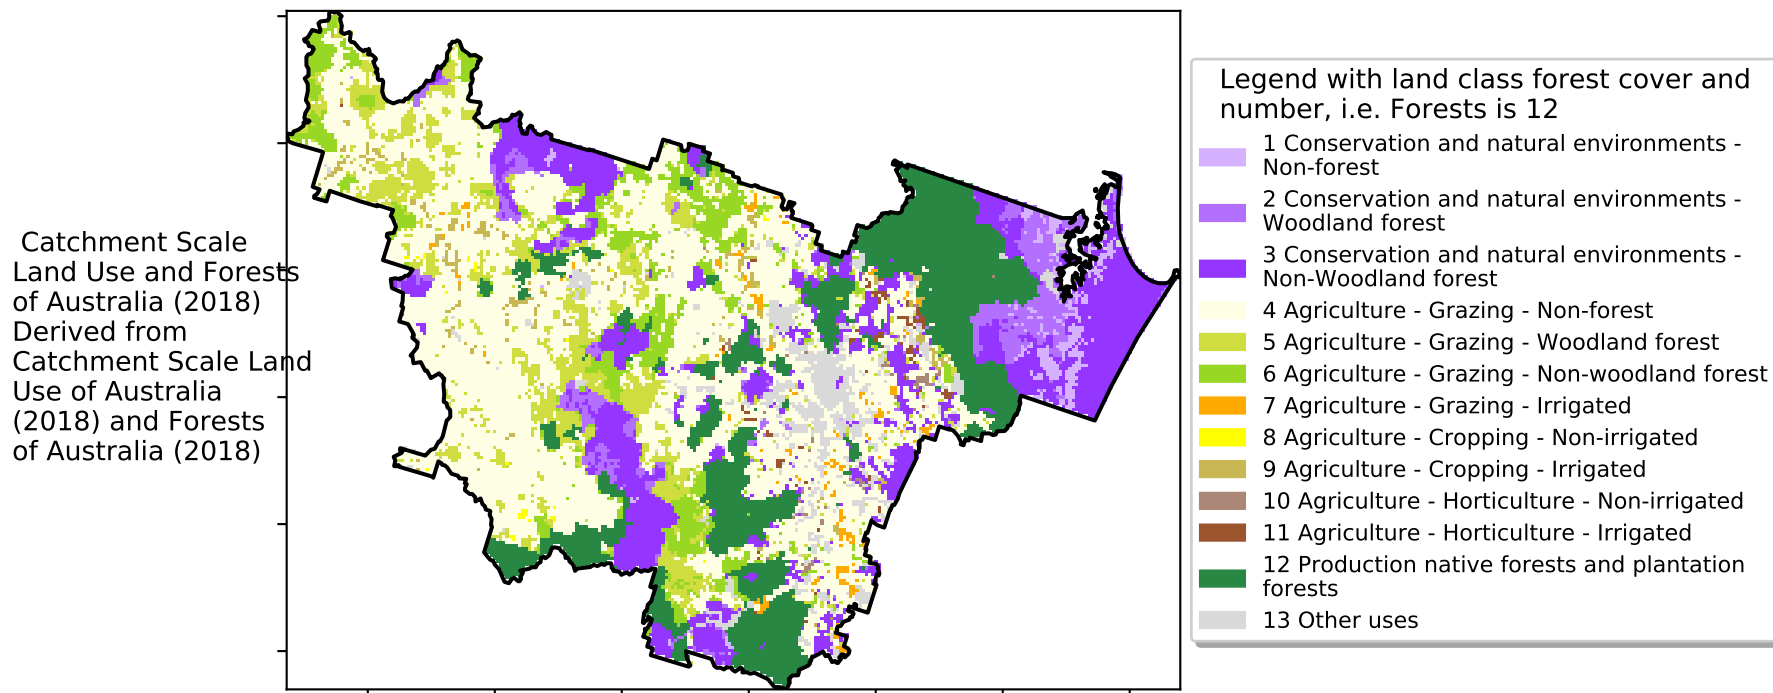 Catchment Scale
Land Use and Forests
of Australia (2018)
Derived from
Catchment Scale Land
Use of Australia
(2018) and Forests
of Australia (2018)
Legend with land class forest cover and
number, i.e. Forests is 12
1 Conservation and natural environments -
Non-forest
2 Conservation and natural environments -
Woodland forest
3 Conservation and natural environments -
Non-Woodland forest
4 Agriculture - Grazing - Non-forest
5 Agriculture - Grazing - Woodland forest
6 Agriculture - Grazing - Non-woodland forest
7 Agriculture - Grazing - Irrigated
8 Agriculture - Cropping - Non-irrigated
9 Agriculture - Cropping - Irrigated
10 Agriculture - Horticulture - Non-irrigated
11 Agriculture - Horticulture - Irrigated
12 Production native forests and plantation
forests
13 Other uses